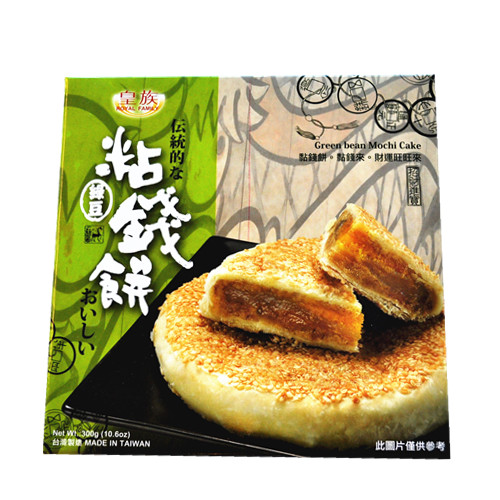 皇族
ROYAL FAMILY
伝統的な
粘錢餅
綠豆
おいしい
Green bean Mochi Cake
點錢餅。點錢來。財運旺旺來
Net Wt. 300g (10.6oz)
台灣製造 MADE IN TAIWAN
此圖片僅供參考